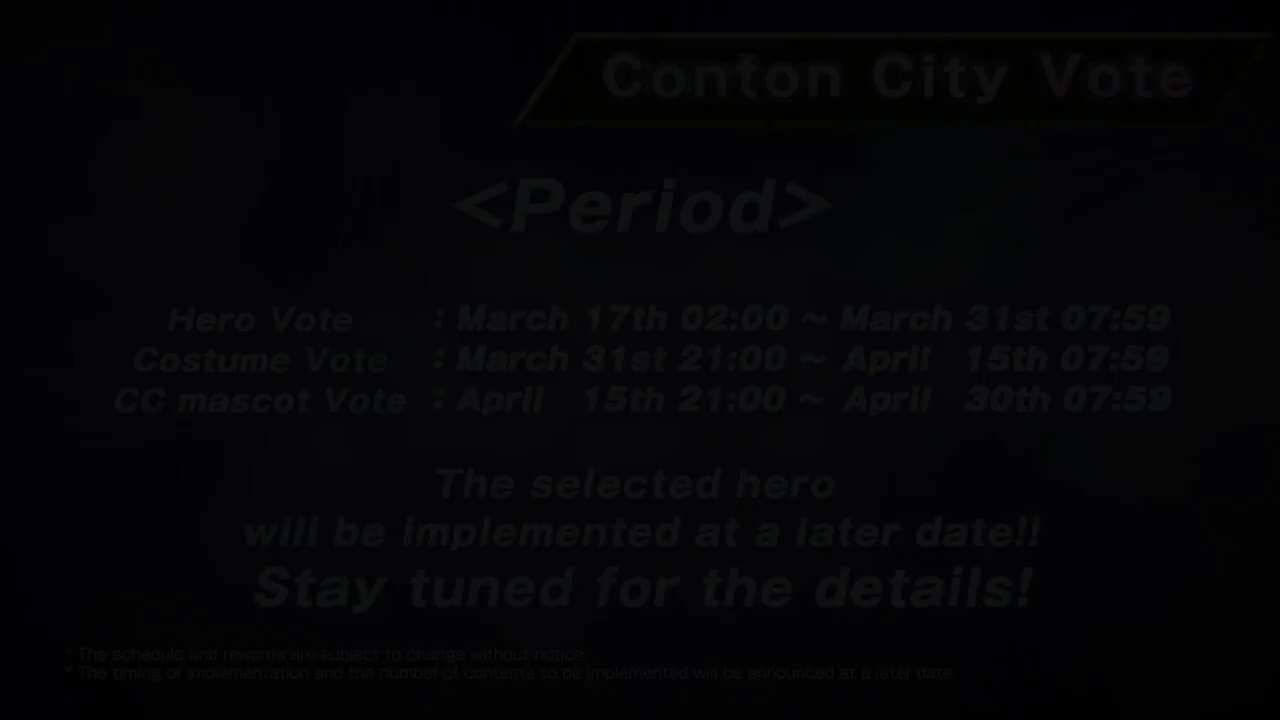 Conton City Vote
<Period>
Hero Vote : March 17th 02:00 ~ March 31st 07:59
Costume Vote : March 31st 21:00 ~ April 15th 07:59
CC mascot Vote : April 15th 21:00 ~ April 30th 07:59
The selected hero
will be implemented at a later date!!
Stay tuned for the details!
* The schedule and rewards are subject to change without notice.
* The timing of implementation and the number of contents to be implemented will be announced at a later date.